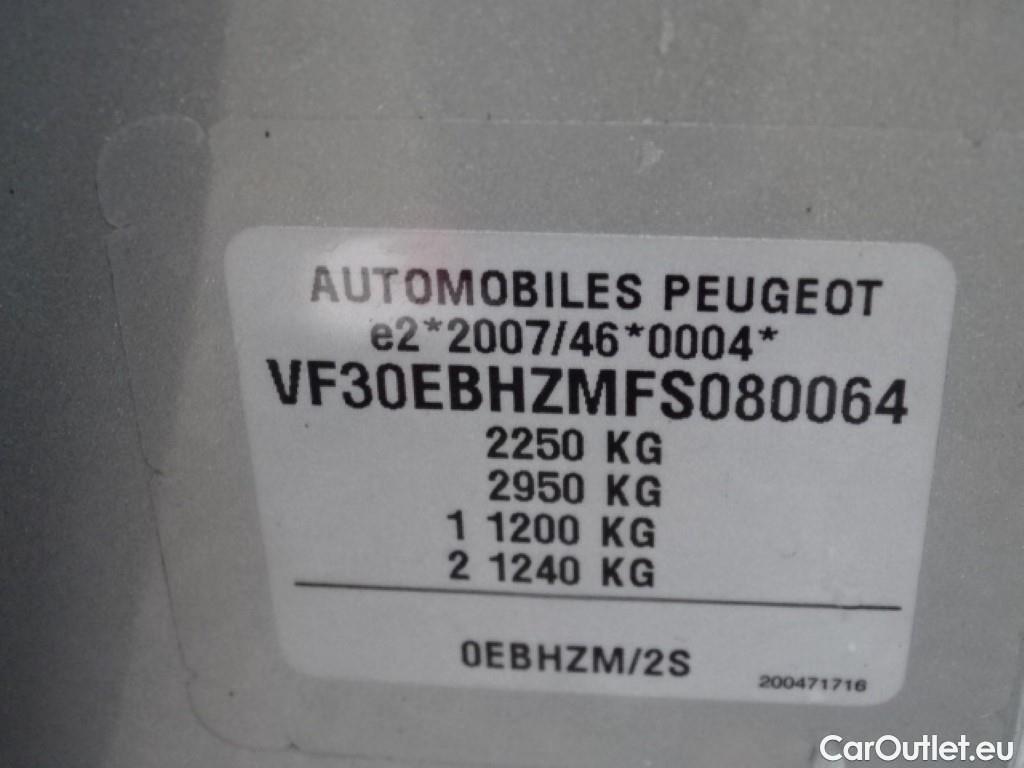 AUTOMOBILES PEUGEOT
e2*2007/46*0004*
VF30EBHZMFS080064
2250 KG
2950 KG
1 1200 KG
2 1240 KG
0EBHZM/2S
200471716
CarOutlet.eu